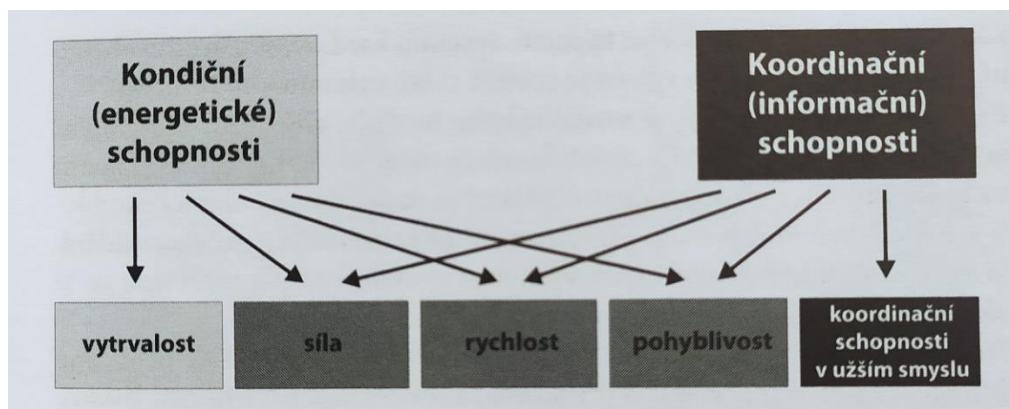 Kondiční
(energetické)
schopnosti
Koordinační
(informační)
schopnosti
vytrvalost
síla
rychlost
pohyblivost
koordinační
schopnosti
v užším smyslu